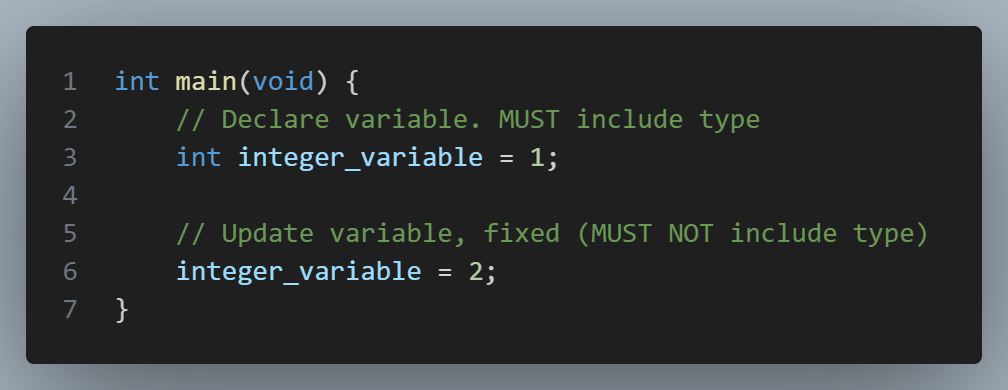 1 int main(void) {
2     // Declare variable. MUST include type
3     int integer_variable = 1;
4
5     // Update variable, fixed (MUST NOT include type)
6     integer_variable = 2;
7 }